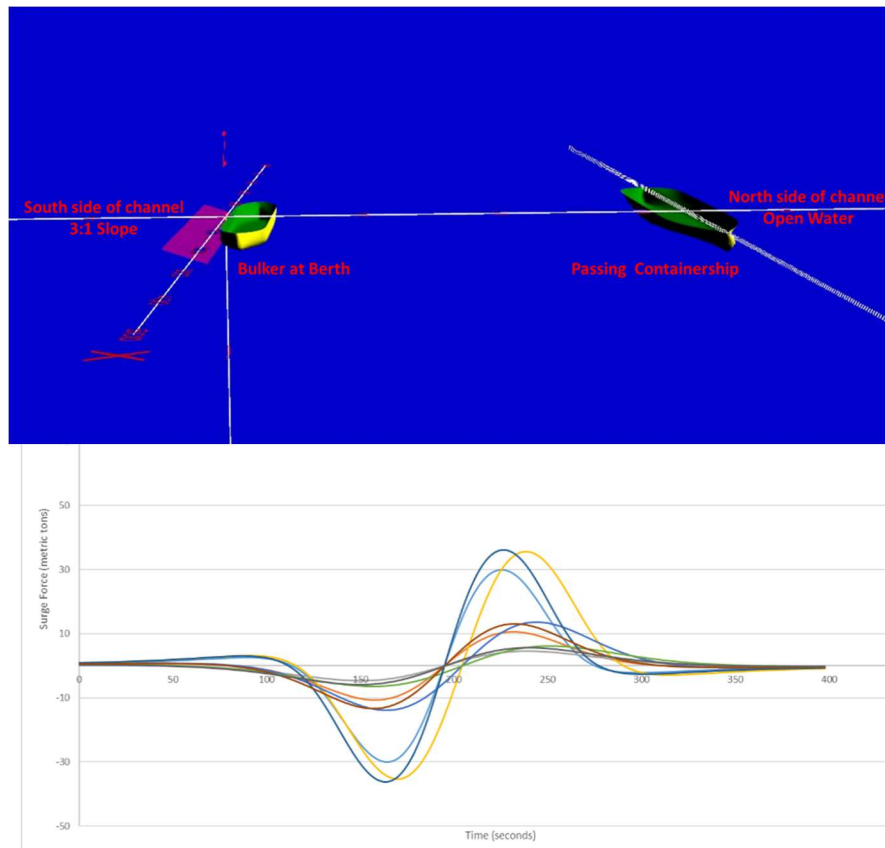 South side of channel
3:1 Slope
North side of channe
Open Water
Bulker at Berth
Passing Containership
Surge Force (metric tons)
50
30
10
-10
-30
-50
0
50
100
150
200
250
300
350
400
Time (seconds)